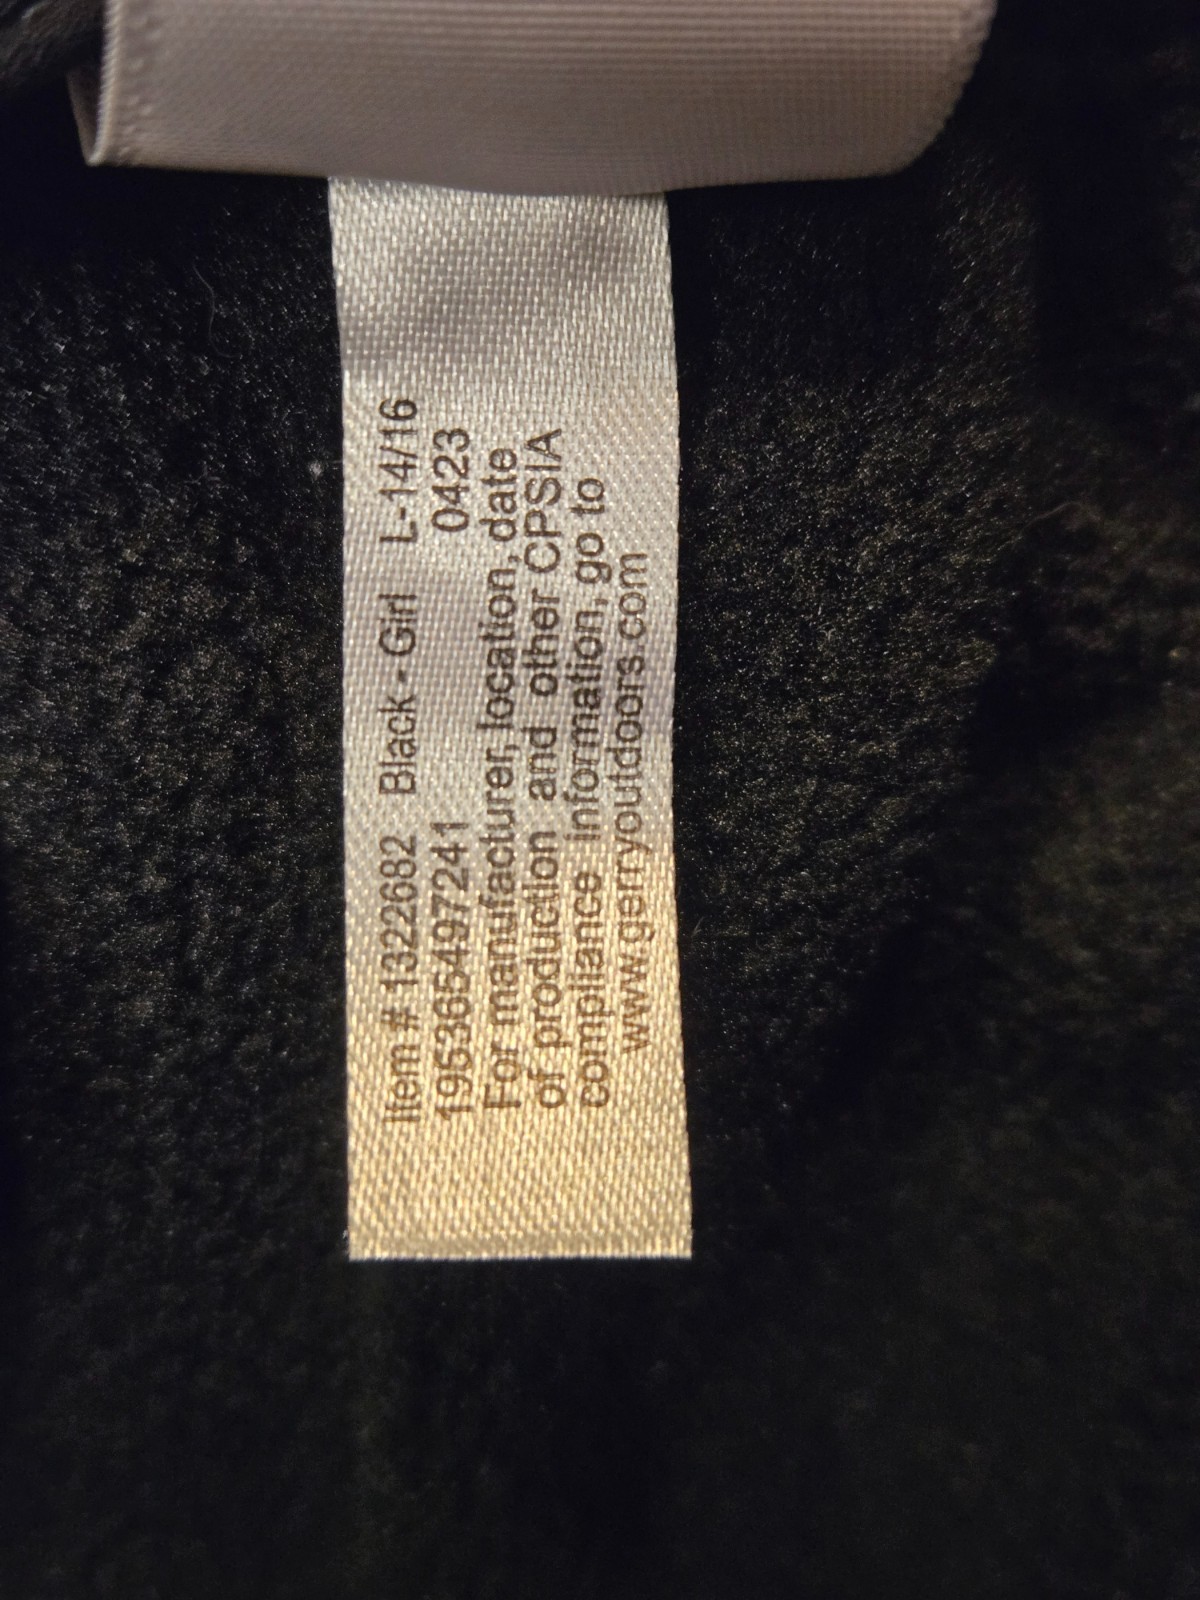 Item # 1322682 Black - Girl L-14/16
195365497241 0423
For manufacturer, location, date
of production and other CPSIA
compliance information, go to
www.gerryoutdoors.com